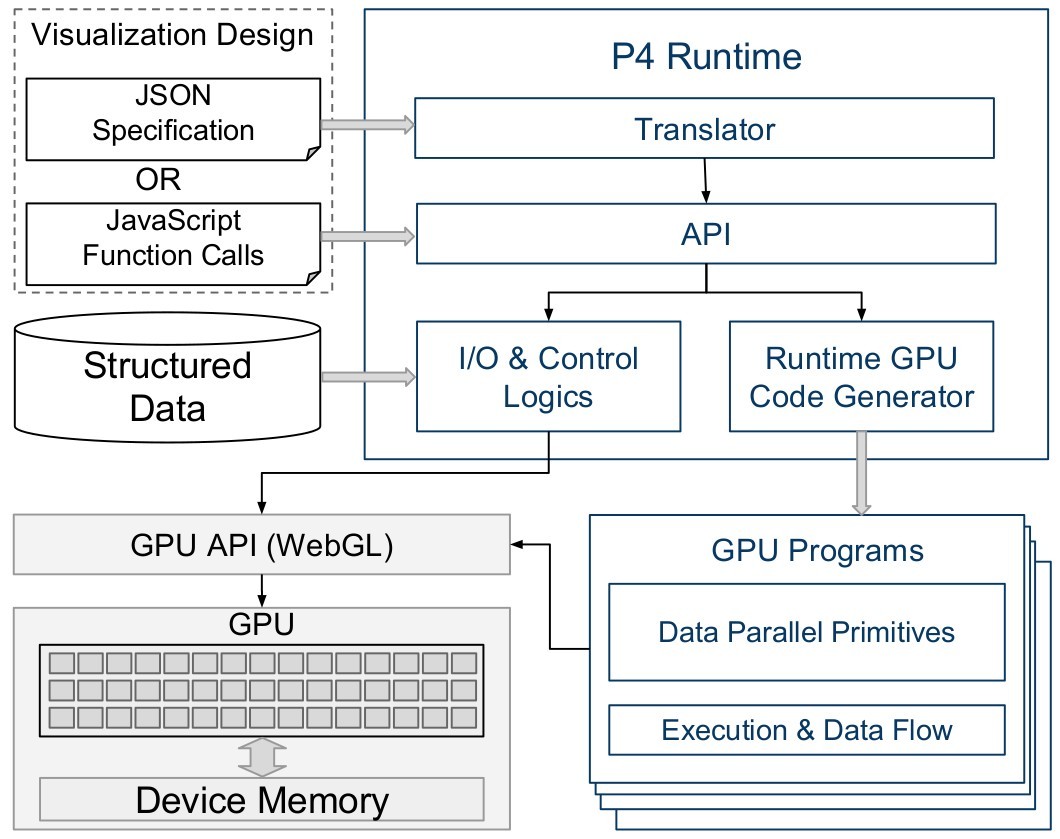 Visualization Design
JSON
Specification
OR
JavaScript
Function Calls
Structured
Data
P4 Runtime
Translator
API
I/O & Control
Logics
Runtime GPU
Code Generator
GPU API (WebGL)
GPU
Device Memory
GPU Programs
Data Parallel Primitives
Execution & Data Flow